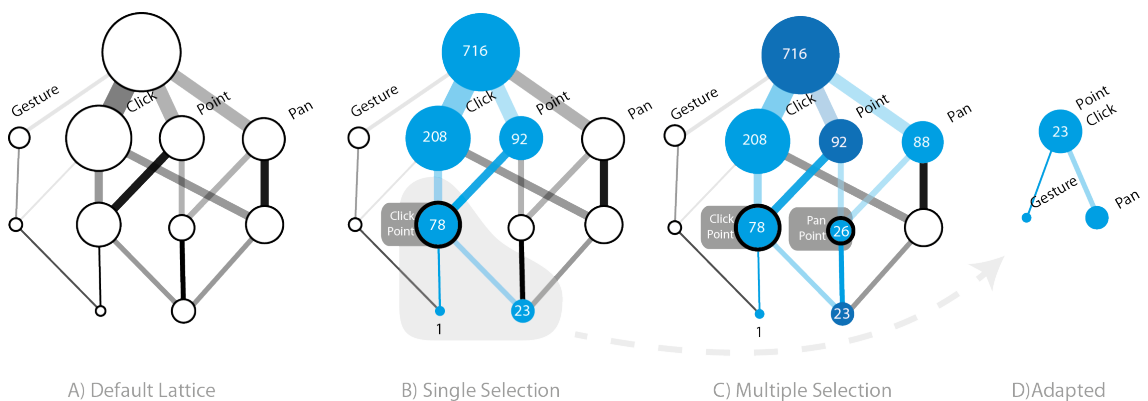 Gesture
Click
Point
Pan
A) Default Lattice
716
Gesture
Click
Point
Pan
208
92
Click
Point
78
1
23
B) Single Selection
716
Gesture
Click
Point
Pan
208
92
88
Click
Point
78
Pan
Point
26
1
23
C) Multiple Selection
Point
Click
23
Gesture
Pan
D)Adapted